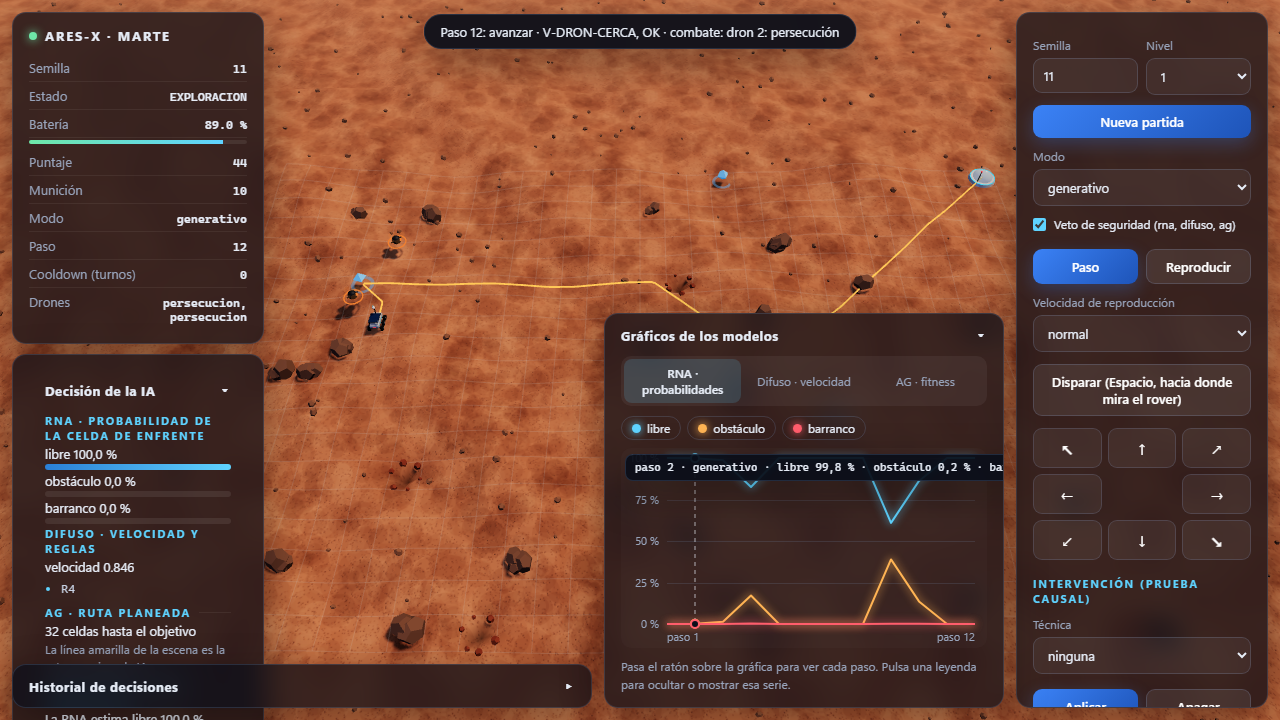 ARES-X · MARTE
Semilla 11
Estado EXPLORACION
Batería 89.0 %
Puntaje 44
Munición 10
Modo generativo
Paso 12
Cooldown (turnos) 0
Drones persecucion,
persecucion
Paso 12: avanzar · V-DRON-CERCA, OK · combate: dron 2: persecución
Decisión de la IA
RNA · PROBABILIDAD DE
LA CELDA DE ENFRENTE
libre 100,0 %
obstáculo 0,0 %
barranco 0,0 %
DIFUSO · VELOCIDAD Y
REGLAS
velocidad 0.846
• R4
AG · RUTA PLANEADA
32 celdas hasta el objetivo
La línea amarilla de la escena es la
Historial de decisiones
La RNA estima libre 100,0 %
Gráficos de los modelos
RNA ·
probabilidades
Difuso · velocidad
AG · fitness
libre
obstáculo
barranco
paso 2 · generativo · libre 99,8 % · obstáculo 0,2 % · ba
75 %
50 %
25 %
0 %
paso 1
paso 12
Pasa el ratón sobre la gráfica para ver cada paso. Pulsa una leyenda
para ocultar o mostrar esa serie.
Semilla Nivel
11 1
Nueva partida
Modo
generativo
Veto de seguridad (rna, difuso, ag)
Paso Reproducir
Velocidad de reproducción
normal
Disparar (Espacio, hacia donde
mira el rover)
↖ ↑ ↗
← →
↙ ↓ ↘
INTERVENCIÓN (PRUEBA
CAUSAL)
Técnica
ninguna
Aplicar Apagar